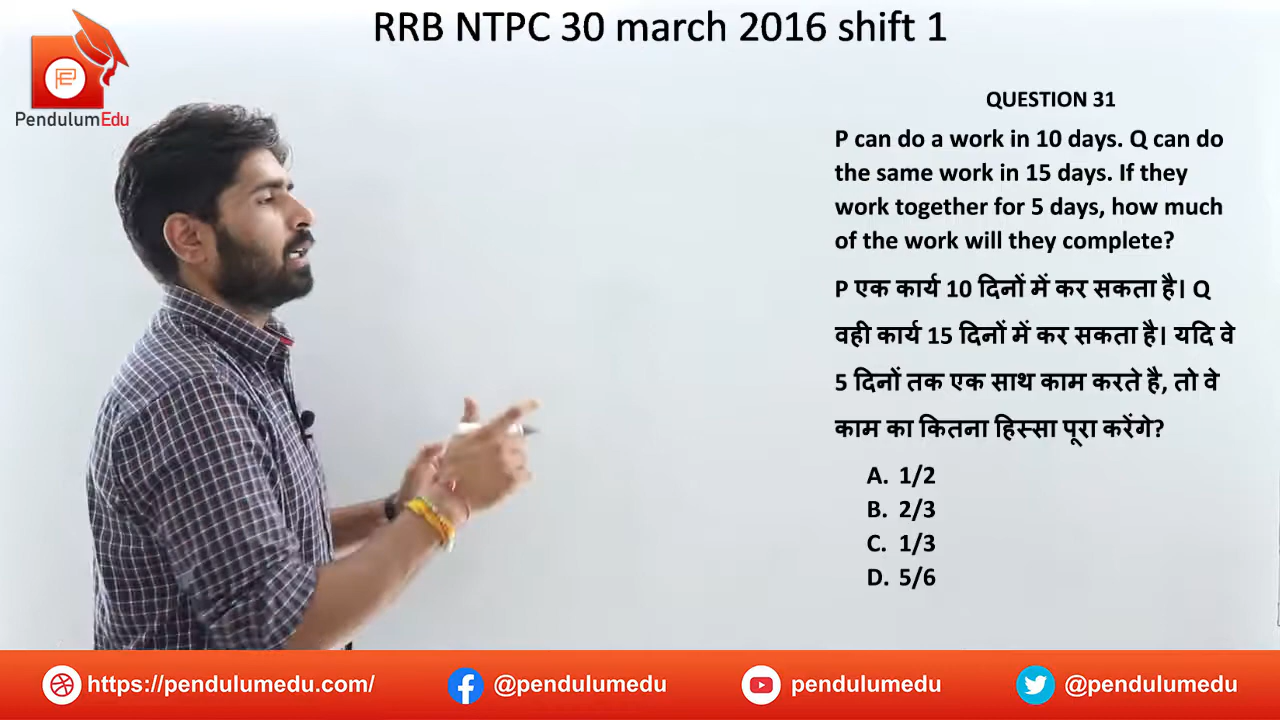 RRB NTPC 30 march 2016 shift 1
PendulumEdu
QUESTION 31
P can do a work in 10 days. Q can do
the same work in 15 days. If they
work together for 5 days, how much
of the work will they complete?
P एक कार्य 10 दिनों में कर सकता है। Q
वही कार्य 15 दिनों में कर सकता है। यदि वे
5 दिनों तक एक साथ काम करते है, तो वे
काम का कितना हिस्सा पूरा करेंगे?
A. 1/2
B. 2/3
C. 1/3
D. 5/6
https://pendulumedu.com/ @pendulumedu pendulumedu @pendulumedu